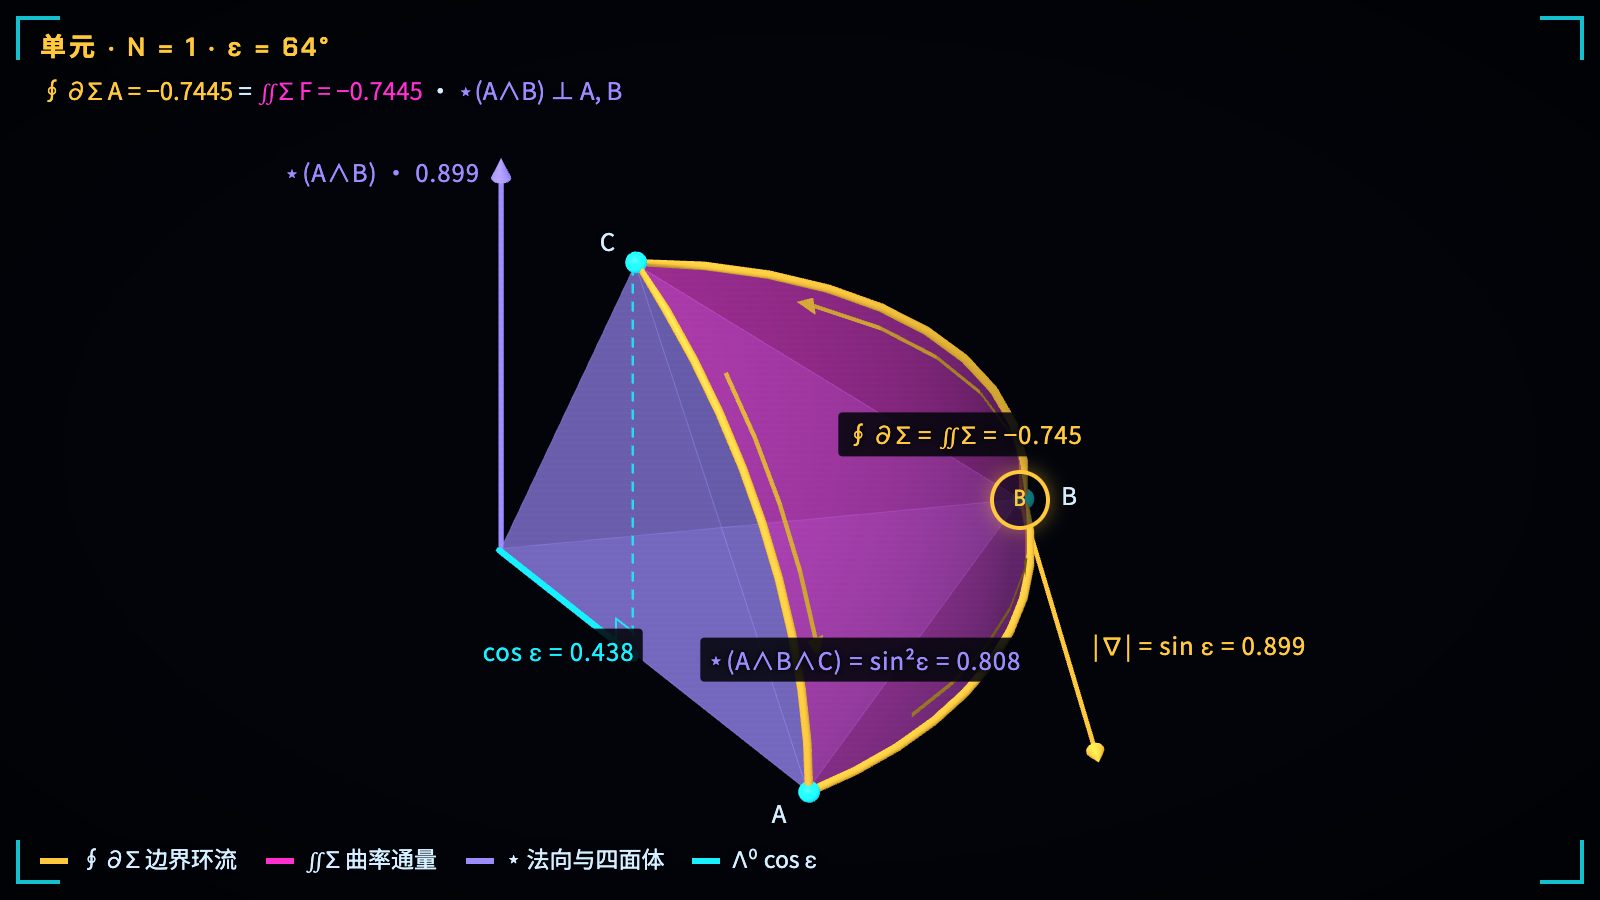 单元 · N = 1 · ε = 64°
∮ ∂Σ A = −0.7445 = ∬Σ F = −0.7445 · ⋆(A∧B) ⊥ A, B
⋆(A∧B) · 0.899
C
∮ ∂Σ = ∬Σ = −0.745
B
B
|∇| = sin ε = 0.899
cos ε = 0.438
⋆(A∧B∧C) = sin²ε = 0.808
A
∮ ∂Σ 边界环流
∬Σ 曲率通量
⋆ 法向与四面体
Λ⁰ cos ε